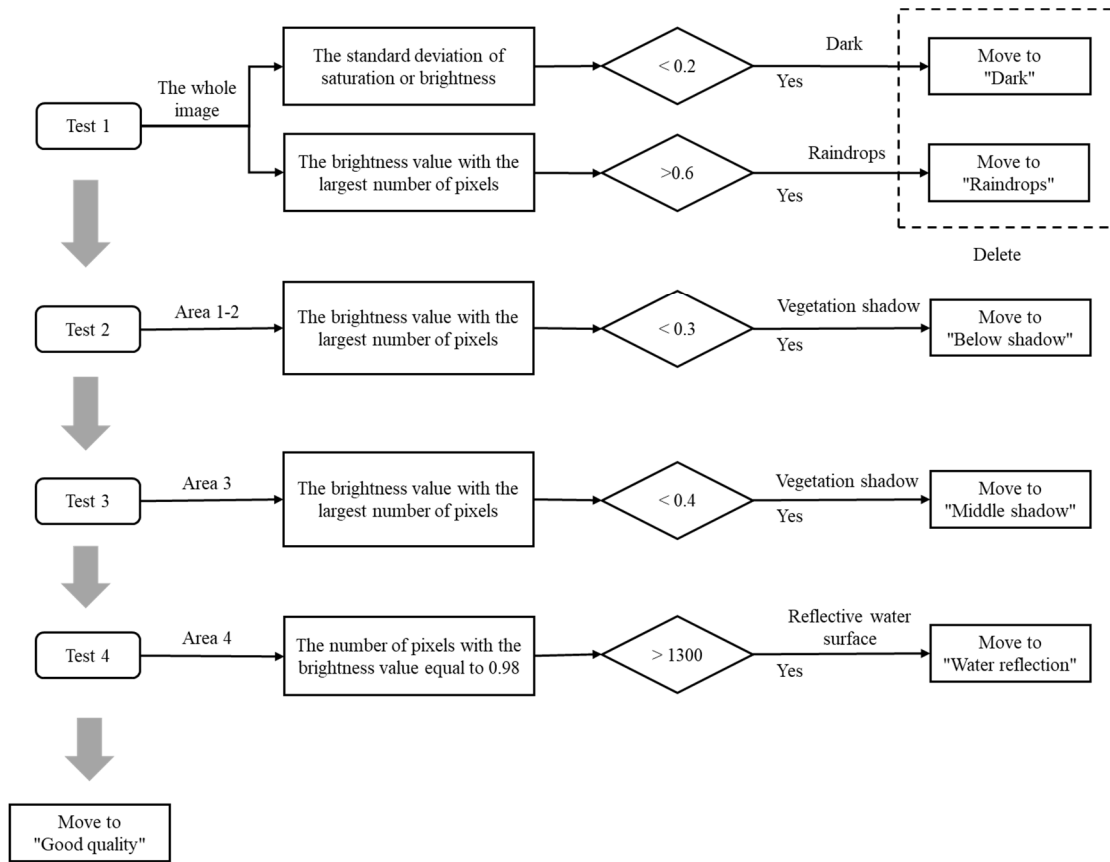 Test 1
The whole
image
The standard deviation of
saturation or brightness
< 0.2
Dark
Yes
Move to
"Dark"
The brightness value with the
largest number of pixels
>0.6
Raindrops
Yes
Move to
"Raindrops"
Delete
Test 2
Area 1-2
The brightness value with the
largest number of pixels
< 0.3
Vegetation shadow
Yes
Move to
"Below shadow"
Test 3
Area 3
The brightness value with the
largest number of pixels
< 0.4
Vegetation shadow
Yes
Move to
"Middle shadow"
Test 4
Area 4
The number of pixels with the
brightness value equal to 0.98
> 1300
Reflective water
surface
Yes
Move to
"Water reflection"
Move to
"Good quality"